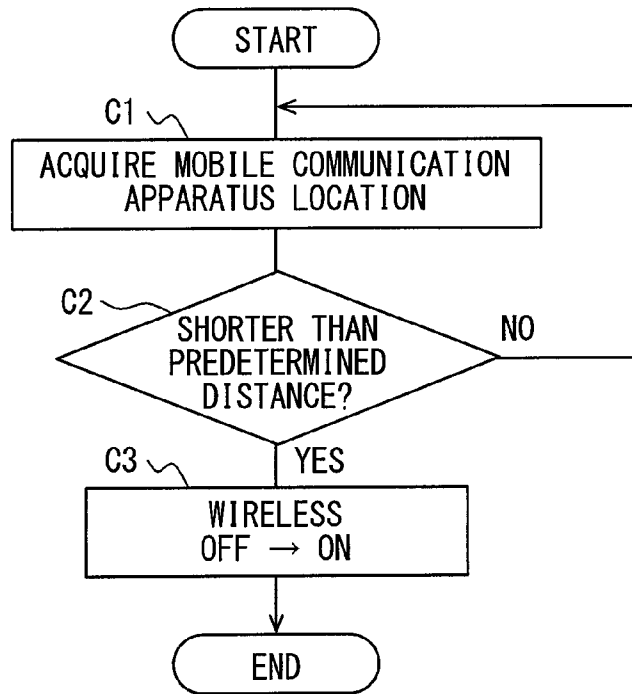 START
C1
ACQUIRE MOBILE COMMUNICATION
APPARATUS LOCATION
C2
SHORTER THAN
PREDETERMINED
DISTANCE?
NO
YES
C3
WIRELESS
OFF → ON
END